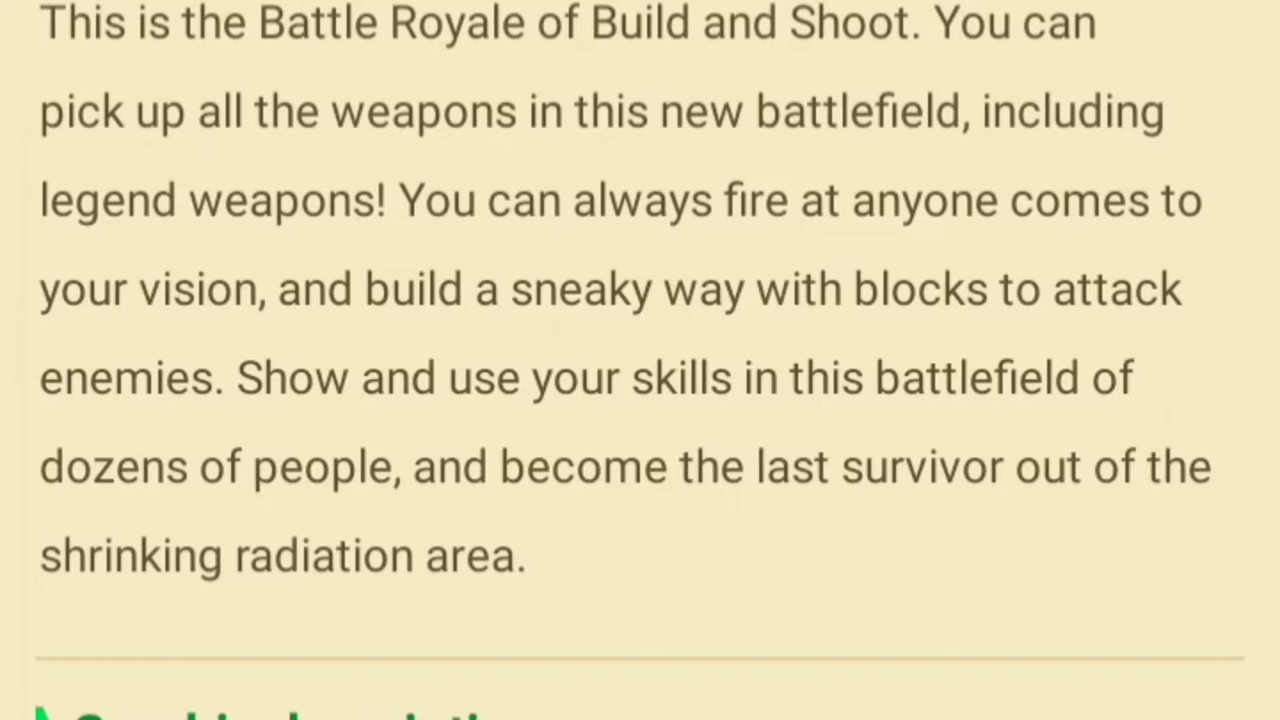 This is the Battle Royale of Build and Shoot. You can
pick up all the weapons in this new battlefield, including
legend weapons! You can always fire at anyone comes to
your vision, and build a sneaky way with blocks to attack
enemies. Show and use your skills in this battlefield of
dozens of people, and become the last survivor out of the
shrinking radiation area.